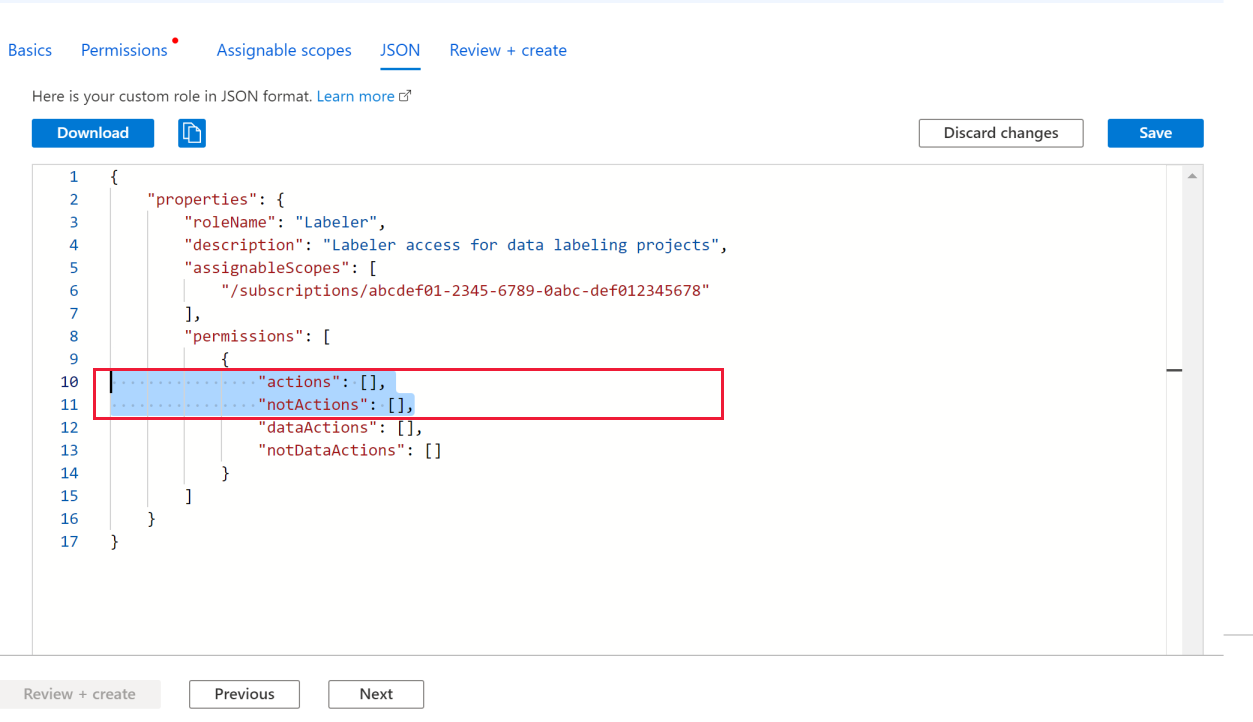 Basics Permissions Assignable scopes JSON Review + create
Here is your custom role in JSON format. Learn more
Download Discard changes Save
1 {
2 "properties": {
3 "roleName": "Labeler",
4 "description": "Labeler access for data labeling projects",
5 "assignableScopes": [
6 "/subscriptions/abcdef01-2345-6789-0abc-def012345678"
7 ],
8 "permissions": [
9 {
10 "actions": [],
11 "notActions": [],
12 "dataActions": [],
13 "notDataActions": []
14 }
15 ]
16 }
17 }
Review + create Previous Next